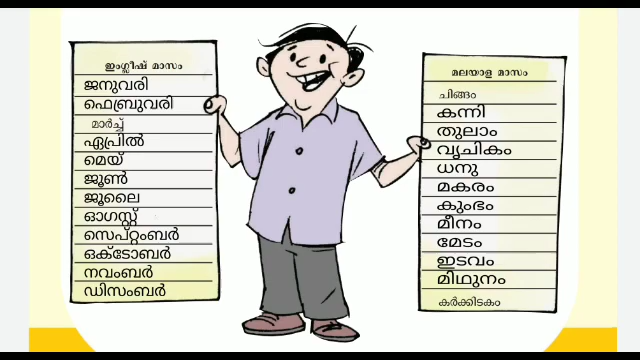 ഇംഗ്ലീഷ് മാസം
ജനുവരി
ഫെബ്രുവരി
മാർച്ച്
ഏപ്രിൽ
മെയ്
ജൂൺ
ജൂലൈ
ഓഗസ്റ്റ്
സെപ്റ്റംബർ
ഒക്ടോബർ
നവംബർ
ഡിസംബർ
മലയാള മാസം
ചിങ്ങം
കന്നി
തുലാം
വൃചികം
ധനു
മകരം
കുംഭം
മീനം
മേടം
ഇടവം
മിഥുനം
കർക്കിടകം